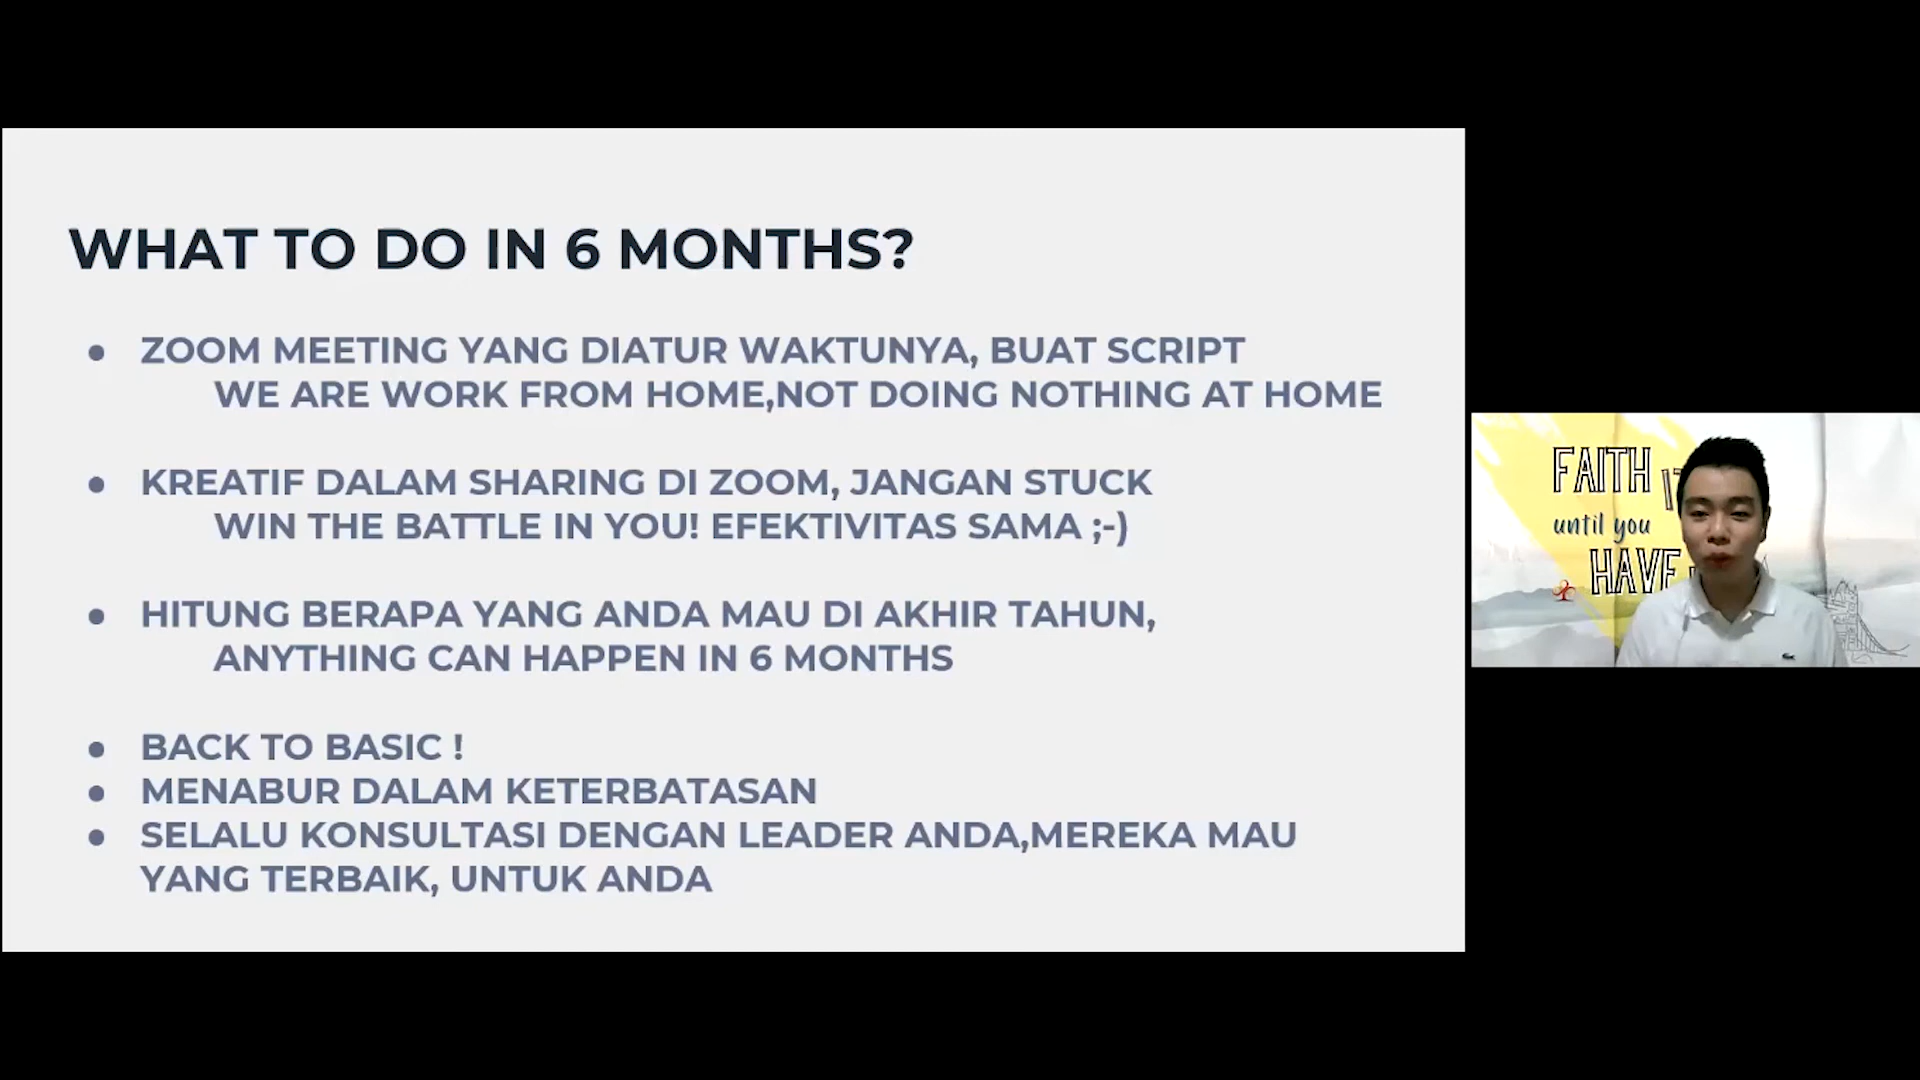 WHAT TO DO IN 6 MONTHS?
● ZOOM MEETING YANG DIATUR WAKTUNYA, BUAT SCRIPT
WE ARE WORK FROM HOME,NOT DOING NOTHING AT HOME
● KREATIF DALAM SHARING DI ZOOM, JANGAN STUCK
WIN THE BATTLE IN YOU! EFEKTIVITAS SAMA ;-)
● HITUNG BERAPA YANG ANDA MAU DI AKHIR TAHUN,
ANYTHING CAN HAPPEN IN 6 MONTHS
● BACK TO BASIC !
● MENABUR DALAM KETERBATASAN
● SELALU KONSULTASI DENGAN LEADER ANDA,MEREKA MAU
YANG TERBAIK, UNTUK ANDA
FAITH
until you
HAVE